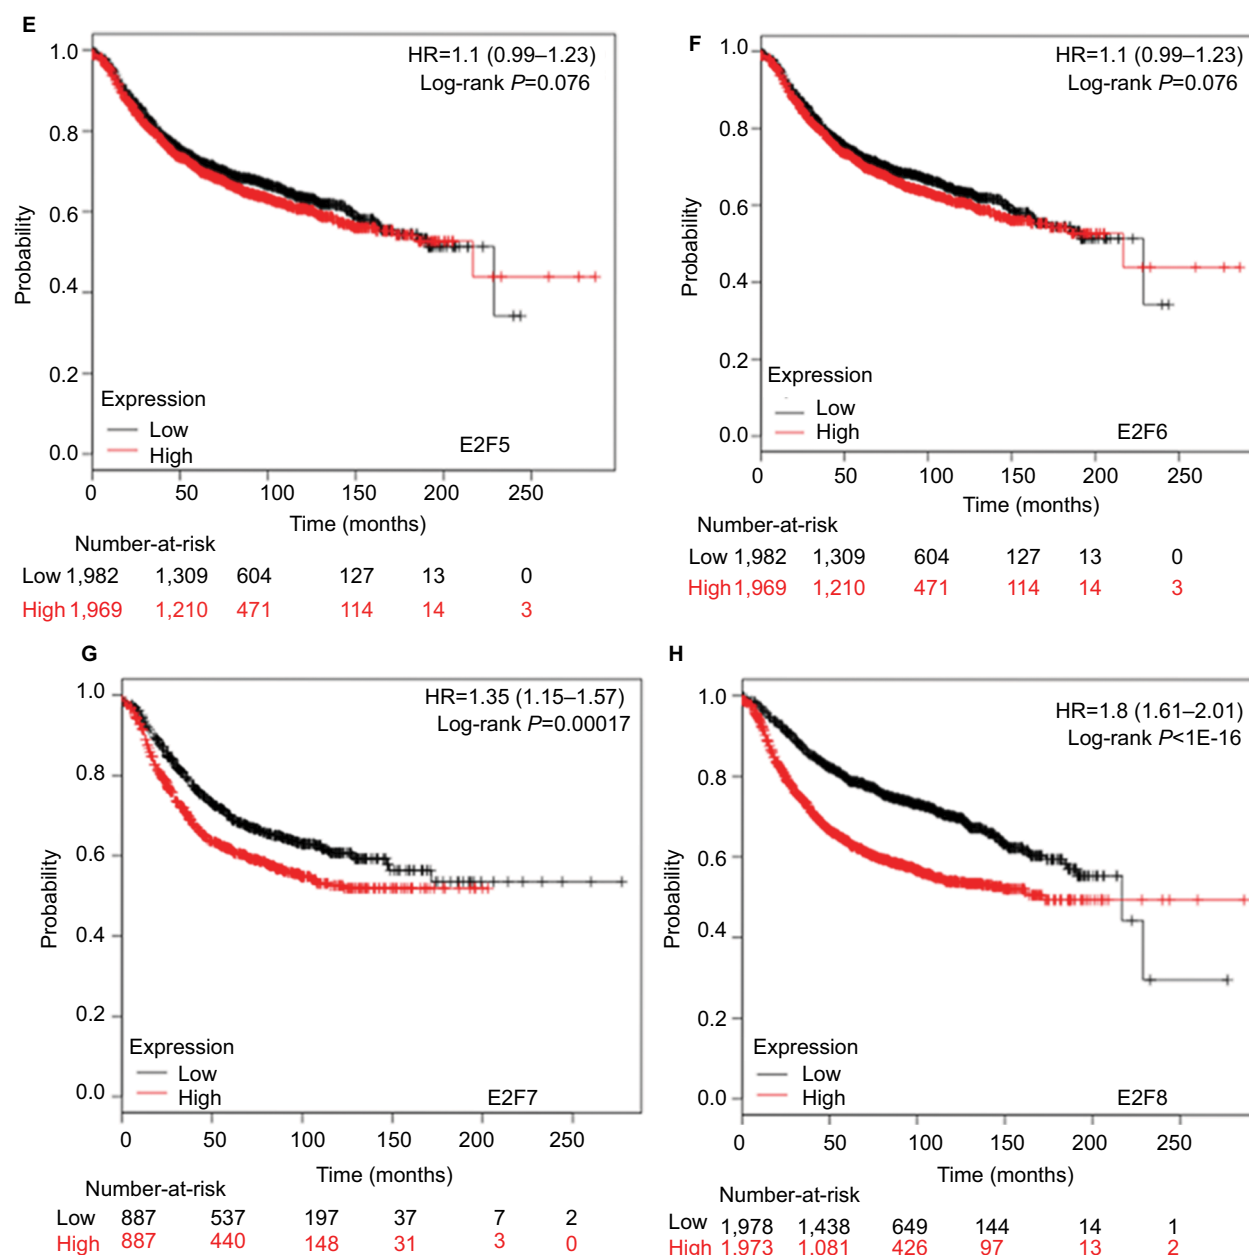 E
HR=1.1 (0.99–1.23)
Log-rank P=0.076
1.0
0.8
0.6
0.4
0.2
0.0
Probability
Expression
Low
High
E2F5
0 50 100 150 200 250
Time (months)
Number-at-risk
Low 1,982 1,309 604 127 13 0
High 1,969 1,210 471 114 14 3
F
HR=1.1 (0.99–1.23)
Log-rank P=0.076
1.0
0.8
0.6
0.4
0.2
0.0
Probability
Expression
Low
High
E2F6
0 50 100 150 200 250
Time (months)
Number-at-risk
Low 1,982 1,309 604 127 13 0
High 1,969 1,210 471 114 14 3
G
HR=1.35 (1.15–1.57)
Log-rank P=0.00017
1.0
0.8
0.6
0.4
0.2
0.0
Probability
Expression
Low
High
E2F7
0 50 100 150 200 250
Time (months)
Number-at-risk
Low 887 537 197 37 7 2
High 887 440 148 31 3 0
H
HR=1.8 (1.61–2.01)
Log-rank P<1E-16
1.0
0.8
0.6
0.4
0.2
0.0
Probability
Expression
Low
High
E2F8
0 50 100 150 200 250
Time (months)
Number-at-risk
Low 1,978 1,438 649 144 14 1
High 1,973 1,081 426 97 13 2